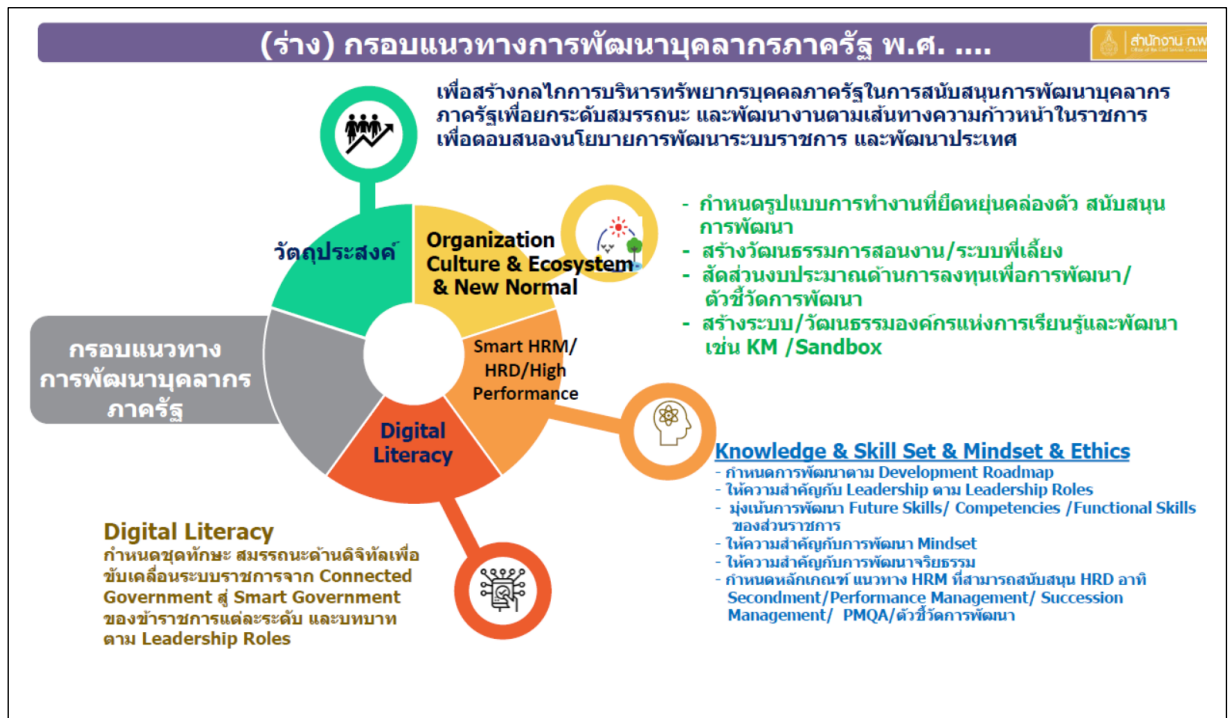 (ร่าง) กรอบแนวทางการพัฒนาบุคลากรภาครัฐ พ.ศ. ....
สำนักงาน ก.พ
เพื่อสร้างกลไกการบริหารทรัพยากรบุคคลภาครัฐในการสนับสนุนการพัฒนาบุคลากร
ภาครัฐเพื่อยกระดับสมรรถนะ และพัฒนางานตามเส้นทางความก้าวหน้าในราชการ
เพื่อตอบสนองนโยบายการพัฒนาระบบราชการ และพัฒนาประเทศ
วัตถุประสงค์
Organization
Culture & Ecosystem
& New Normal
- กำหนดรูปแบบการทำงานที่ยืดหยุ่นคล่องตัว สนับสนุน
การพัฒนา
- สร้างวัฒนธรรมการสอนงาน/ระบบพี่เลี้ยง
- สัดส่วนงบประมาณด้านการลงทุนเพื่อการพัฒนา/
ตัวชี้วัดการพัฒนา
- สร้างระบบ/วัฒนธรรมองค์กรแห่งการเรียนรู้และพัฒนา
เช่น KM /Sandbox
กรอบแนวทาง
การพัฒนาบุคลากร
ภาครัฐ
Smart HRM/
HRD/High
Performance
Digital
Literacy
Knowledge & Skill Set & Mindset & Ethics
- กำหนดการพัฒนาตาม Development Roadmap
- ให้ความสำคัญกับ Leadership ตาม Leadership Roles
- มุ่งเน้นการพัฒนา Future Skills/ Competencies /Functional Skills
ของส่วนราชการ
- ให้ความสำคัญกับการพัฒนา Mindset
- ให้ความสำคัญกับการพัฒนาจริยธรรม
- กำหนดหลักเกณฑ์ แนวทาง HRM ที่สามารถสนับสนุน HRD อาทิ
Secondment/Performance Management/ Succession
Management/ PMQA/ตัวชี้วัดการพัฒนา
Digital Literacy
กำหนดชุดทักษะ สมรรถนะด้านดิจิทัลเพื่อ
ขับเคลื่อนระบบราชการจาก Connected
Government สู่ Smart Government
ของข้าราชการแต่ละระดับ และบทบาท
ตาม Leadership Roles